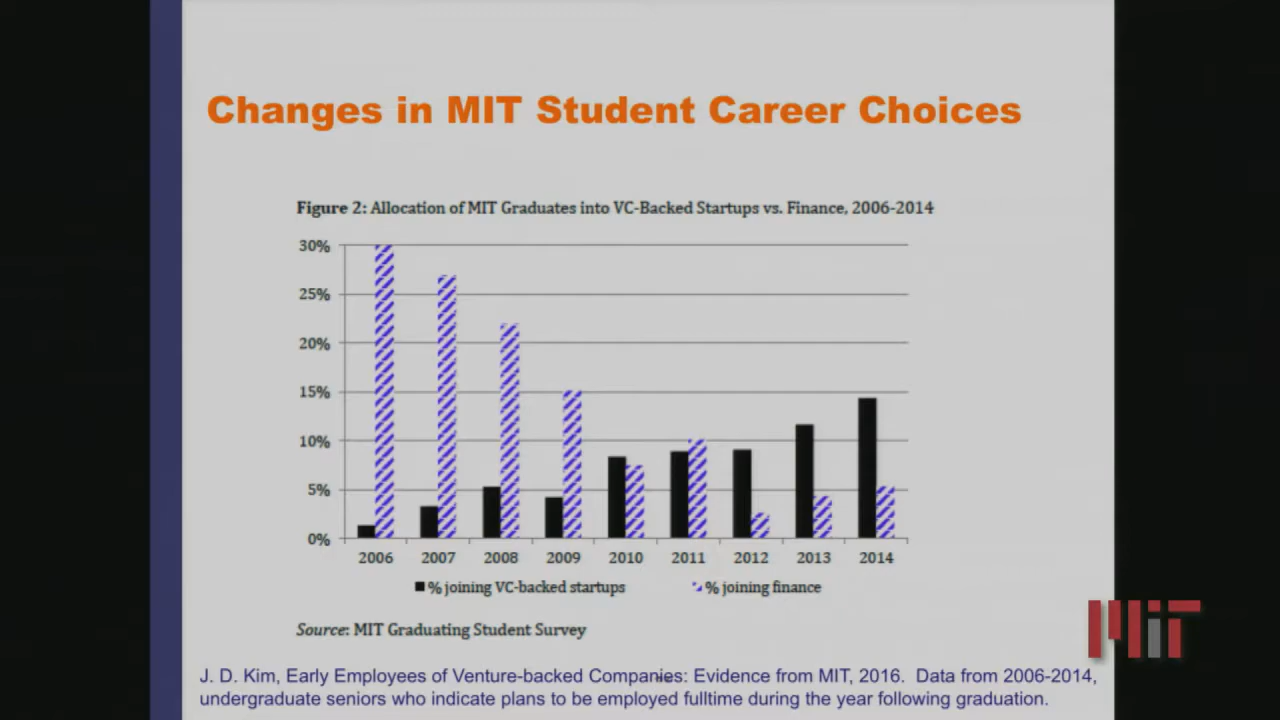 Changes in MIT Student Career Choices
Figure 2: Allocation of MIT Graduates into VC-Backed Startups vs. Finance, 2006-2014
30%
25%
20%
15%
10%
5%
0%
2006 2007 2008 2009 2010 2011 2012 2013 2014
% joining VC-backed startups % joining finance
Source: MIT Graduating Student Survey
MIT
J. D. Kim, Early Employees of Venture-backed Companies: Evidence from MIT, 2016. Data from 2006-2014,
undergraduate seniors who indicate plans to be employed fulltime during the year following graduation.